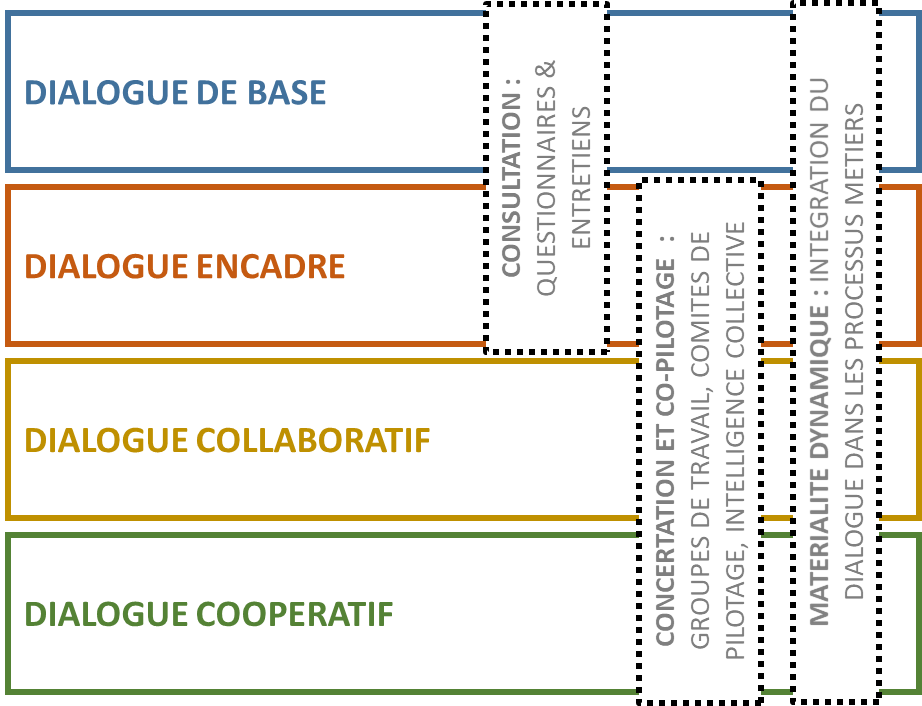 DIALOGUE DE BASE
DIALOGUE ENCADRE
DIALOGUE COLLABORATIF
DIALOGUE COOPERATIF
CONSULTATION :
QUESTIONNAIRES &
ENTRETIENS
CONCERTATION ET CO-PILOTAGE :
GROUPES DE TRAVAIL, COMITES DE
PILOTAGE, INTELLIGENCE COLLECTIVE
MATERIALITE DYNAMIQUE : INTEGRATION DU
DIALOGUE DANS LES PROCESSUS METIERS